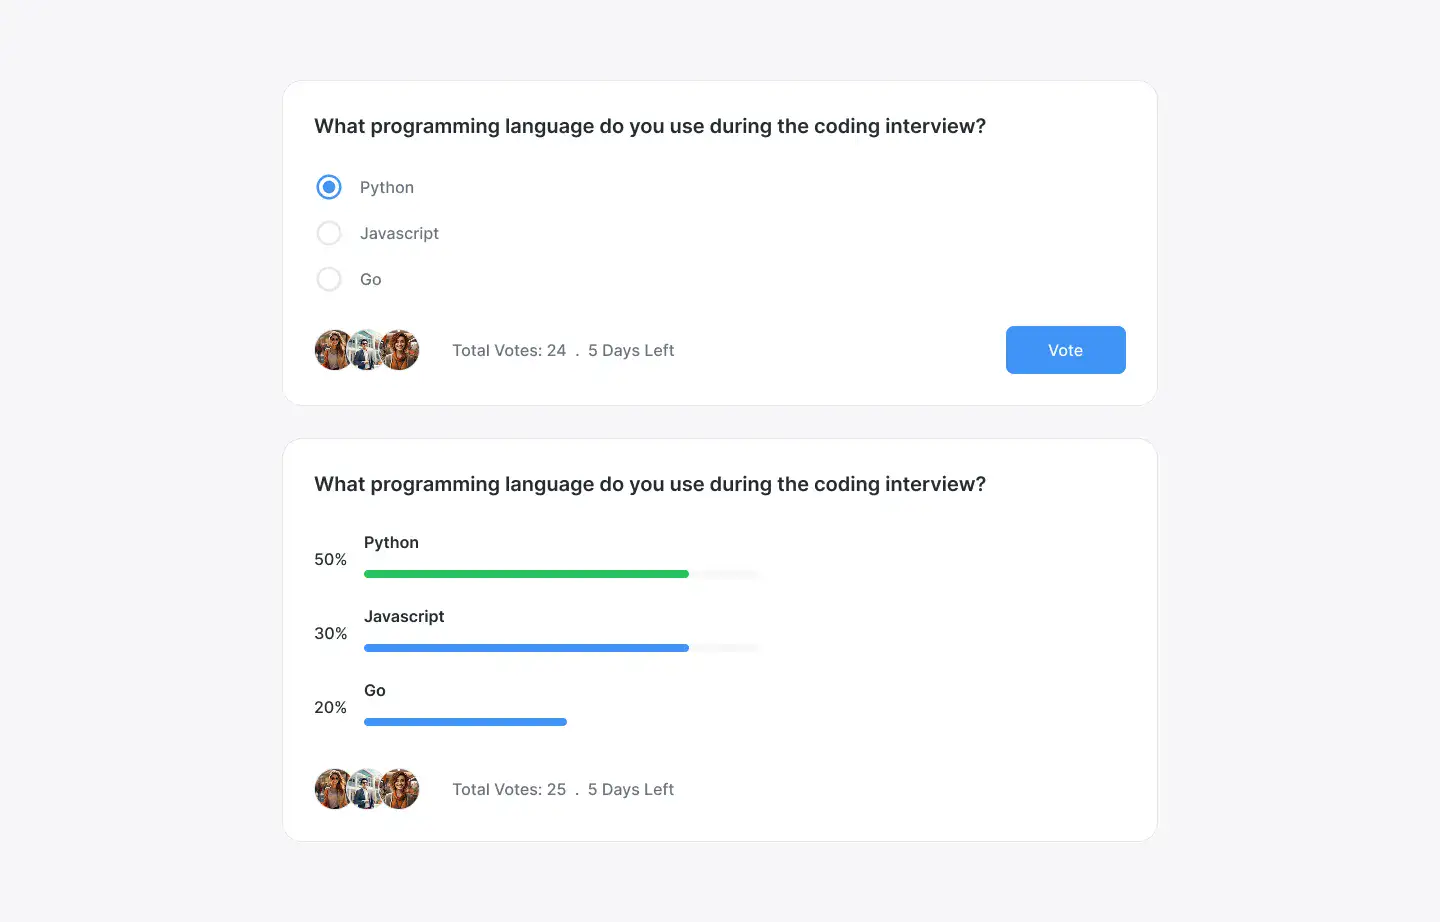 What programming language do you use during the coding interview?
Python
Javascript
Go
Total Votes: 24 . 5 Days Left
Vote
What programming language do you use during the coding interview?
Python
50%
Javascript
30%
Go
20%
Total Votes: 25 . 5 Days Left